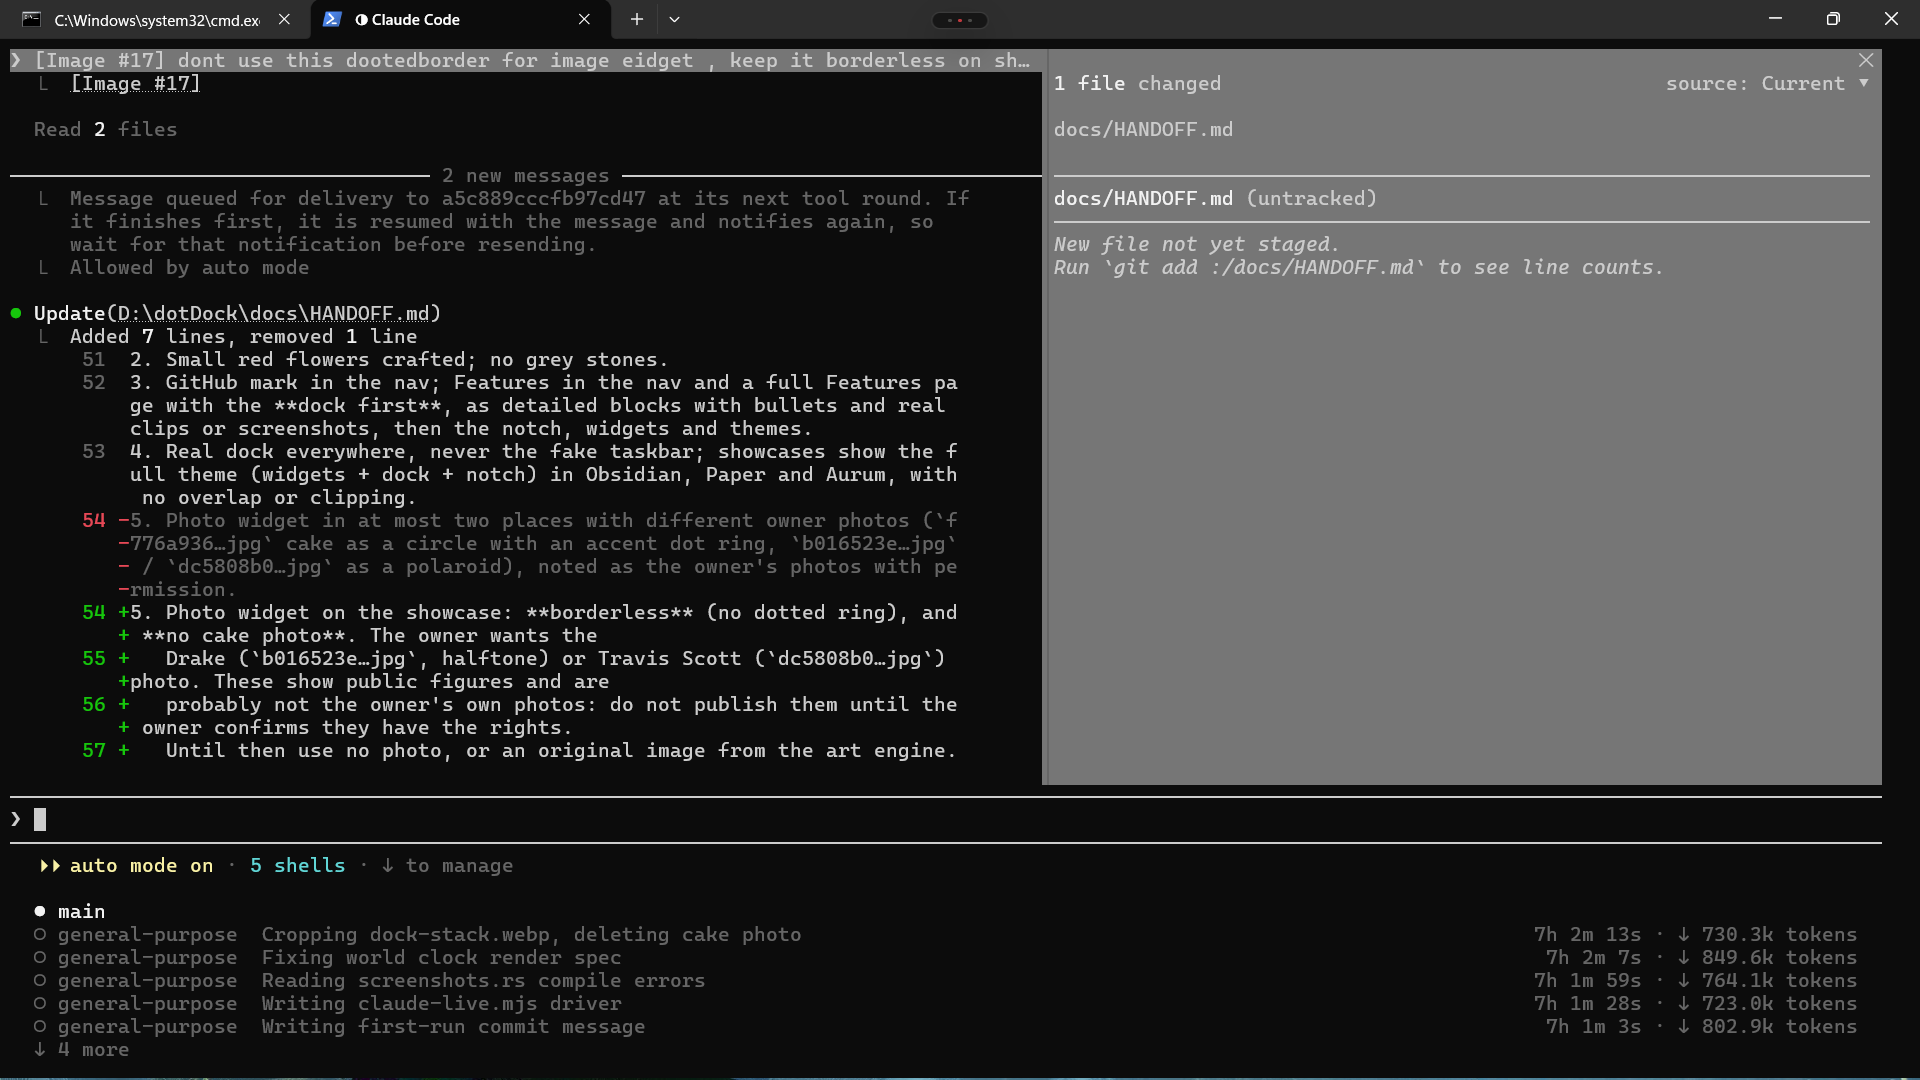 C:\Windows\system32\cmd.ex
Claude Code
❯ [Image #17] dont use this dootedborder for image eidget , keep it borderless on sh…
└ [Image #17]
Read 2 files
2 new messages
└ Message queued for delivery to a5c889cccfb97cd47 at its next tool round. If
it finishes first, it is resumed with the message and notifies again, so
wait for that notification before resending.
└ Allowed by auto mode
● Update(D:\dotDock\docs\HANDOFF.md)
└ Added 7 lines, removed 1 line
51 2. Small red flowers crafted; no grey stones.
52 3. GitHub mark in the nav; Features in the nav and a full Features pa
ge with the **dock first**, as detailed blocks with bullets and real
clips or screenshots, then the notch, widgets and themes.
53 4. Real dock everywhere, never the fake taskbar; showcases show the f
ull theme (widgets + dock + notch) in Obsidian, Paper and Aurum, with
no overlap or clipping.
54 -5. Photo widget in at most two places with different owner photos (`f
-776a936…jpg` cake as a circle with an accent dot ring, `b016523e…jpg`
- / `dc5808b0…jpg` as a polaroid), noted as the owner's photos with pe
-rmission.
54 +5. Photo widget on the showcase: **borderless** (no dotted ring), and
+ **no cake photo**. The owner wants the
55 + Drake (`b016523e…jpg`, halftone) or Travis Scott (`dc5808b0…jpg`)
+photo. These show public figures and are
56 + probably not the owner's own photos: do not publish them until the
+ owner confirms they have the rights.
57 + Until then use no photo, or an original image from the art engine.
1 file changed
source: Current ▼
docs/HANDOFF.md
docs/HANDOFF.md (untracked)
New file not yet staged.
Run `git add :/docs/HANDOFF.md` to see line counts.
❯
⏵⏵ auto mode on · 5 shells · ↓ to manage
● main
○ general-purpose Cropping dock-stack.webp, deleting cake photo 7h 2m 13s · ↓ 730.3k tokens
○ general-purpose Fixing world clock render spec 7h 2m 7s · ↓ 849.6k tokens
○ general-purpose Reading screenshots.rs compile errors 7h 1m 59s · ↓ 764.1k tokens
○ general-purpose Writing claude-live.mjs driver 7h 1m 28s · ↓ 723.0k tokens
○ general-purpose Writing first-run commit message 7h 1m 3s · ↓ 802.9k tokens
↓ 4 more